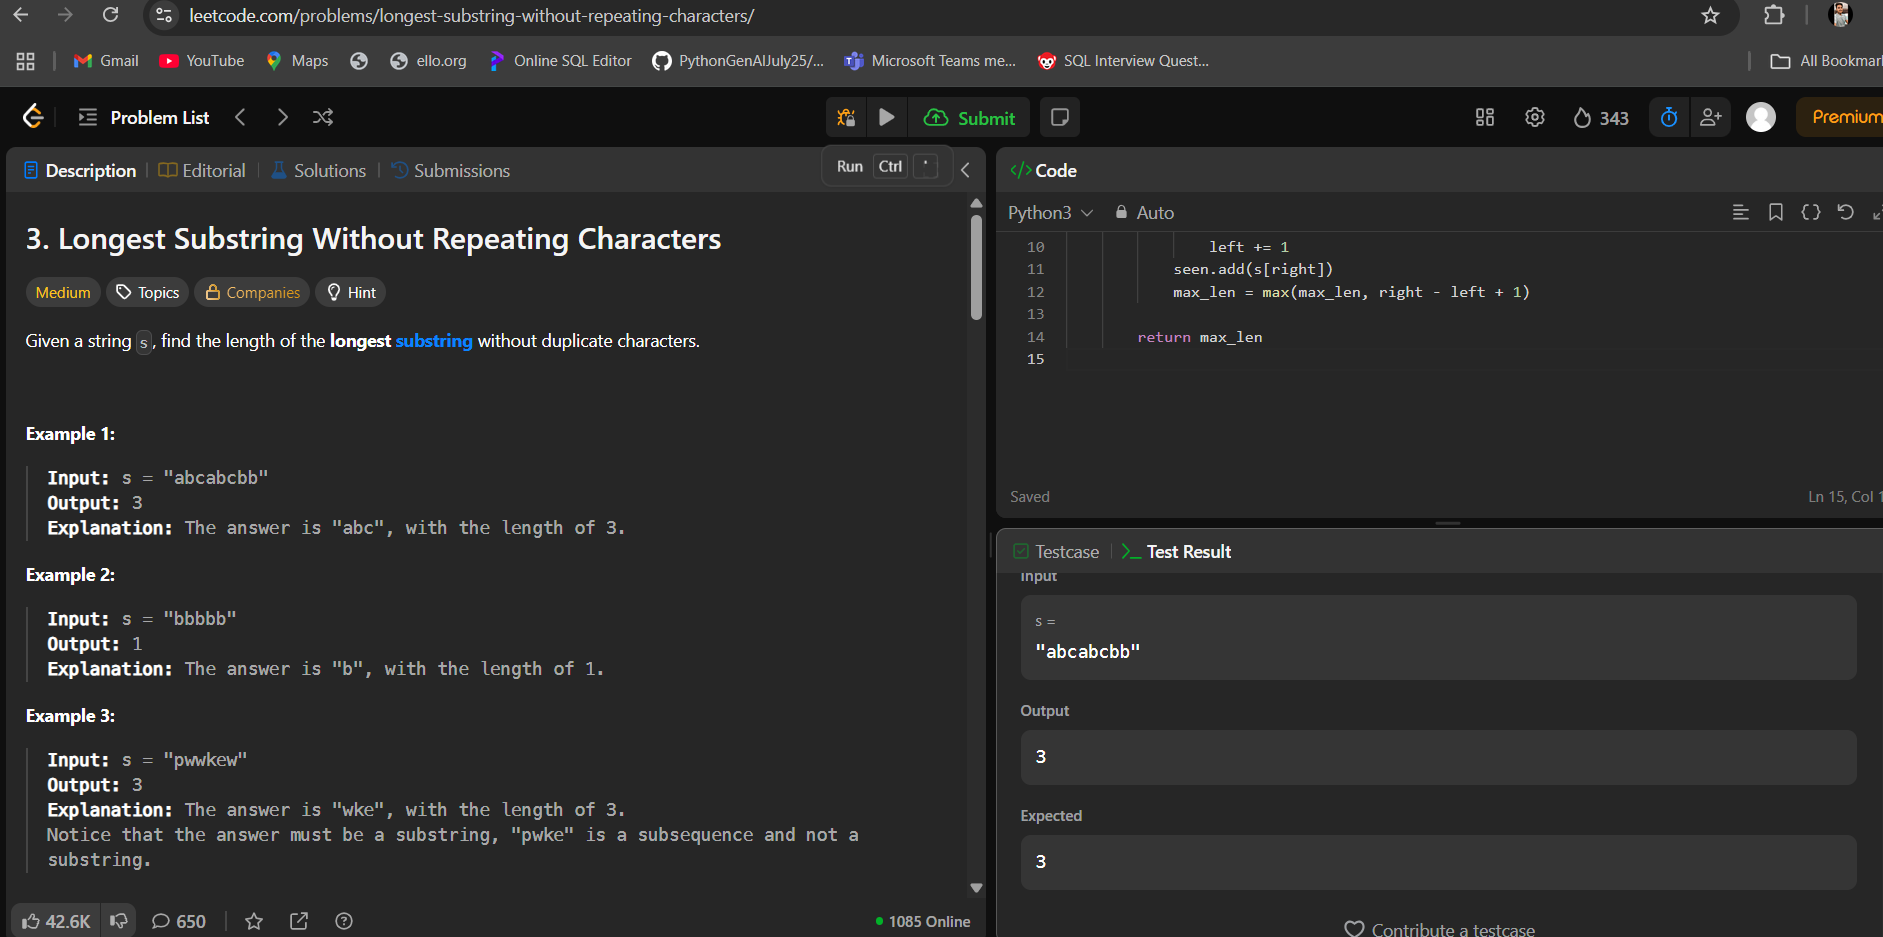 leetcode.com/problems/longest-substring-without-repeating-characters/
Gmail YouTube Maps ello.org Online SQL Editor PythonGenAIJuly25/... Microsoft Teams me... SQL Interview Quest... All Bookmar
Problem List Submit 343 Premium
Description Editorial Solutions Submissions
Run Ctrl '
3. Longest Substring Without Repeating Characters
Medium Topics Companies Hint
Given a string s, find the length of the longest substring without duplicate characters.
Example 1:
Input: s = "abcabcbb"
Output: 3
Explanation: The answer is "abc", with the length of 3.
Example 2:
Input: s = "bbbbb"
Output: 1
Explanation: The answer is "b", with the length of 1.
Example 3:
Input: s = "pwwkew"
Output: 3
Explanation: The answer is "wke", with the length of 3.
Notice that the answer must be a substring, "pwke" is a subsequence and not a
substring.
42.6K 650 1085 Online
</> Code
Python3 Auto
10 left += 1
11 seen.add(s[right])
12 max_len = max(max_len, right - left + 1)
13
14 return max_len
15
Saved Ln 15, Col 1
Testcase >_ Test Result
Input
s =
"abcabcbb"
Output
3
Expected
3
Contribute a testcase